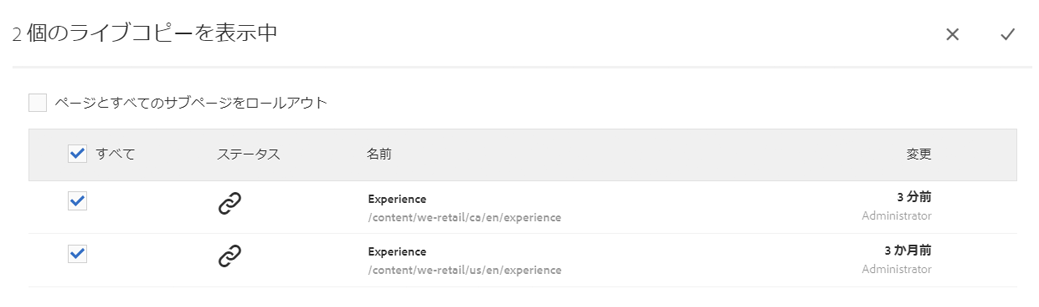 2 個のライブコピーを表示中
ページとすべてのサブページをロールアウト
すべて ステータス 名前 変更
Experience 3 分前
/content/we-retail/ca/en/experience Administrator
Experience 3 か月前
/content/we-retail/us/en/experience Administrator